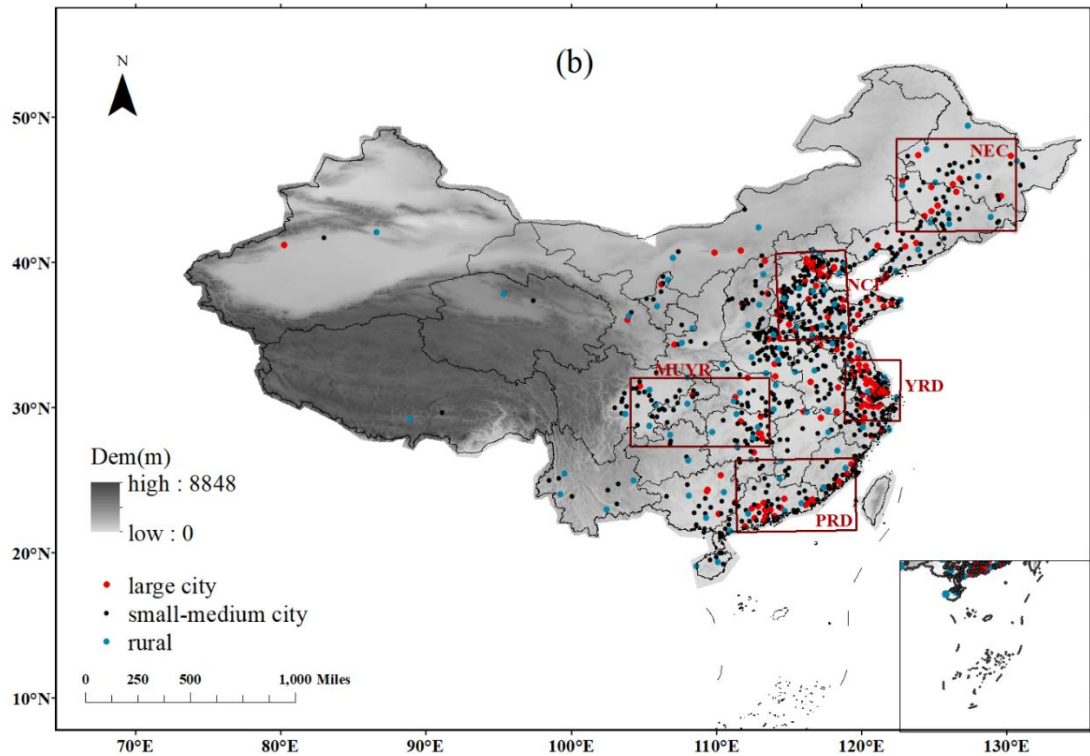 (b)
N
50°N
40°N
30°N
20°N
10°N
NEC
NCP
MUYR
YRD
PRD
Dem(m)
high : 8848
low : 0
large city
small-medium city
rural
0 250 500 1,000 Miles
70°E 80°E 90°E 100°E 110°E 120°E 130°E